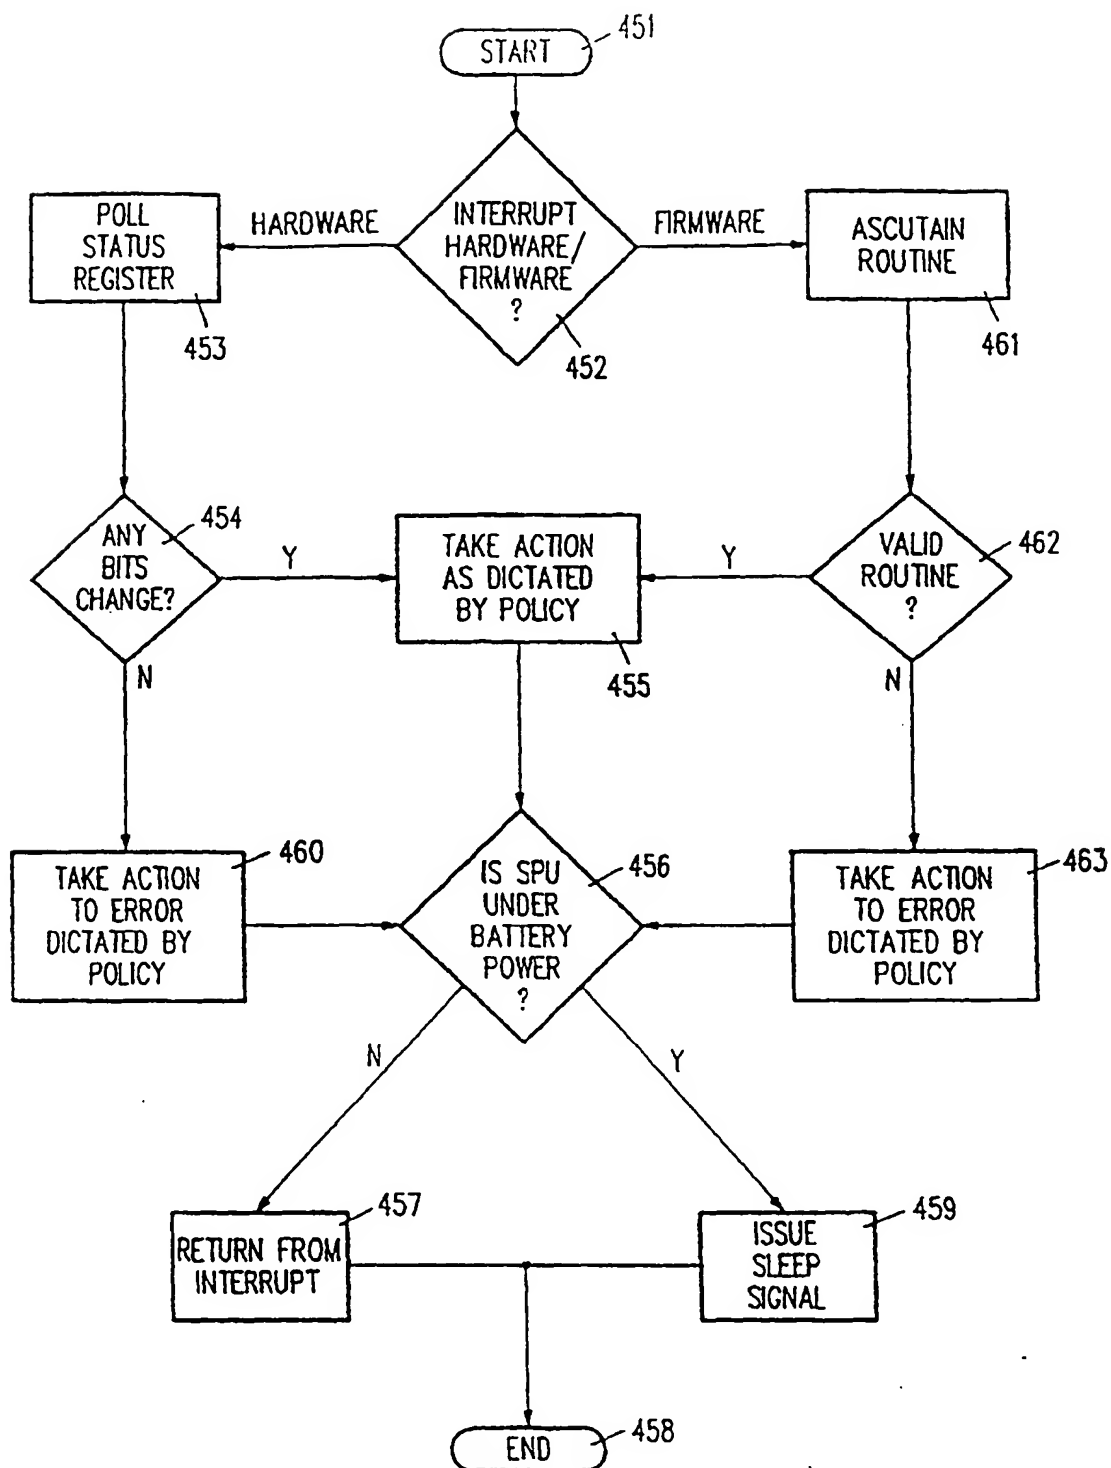 START
451
INTERRUPT
HARDWARE/
FIRMWARE
?
452
HARDWARE
FIRMWARE
POLL
STATUS
REGISTER
453
ASCUTAIN
ROUTINE
461
ANY
BITS
CHANGE?
454
Y
N
TAKE ACTION
AS DICTATED
BY POLICY
455
VALID
ROUTINE
?
462
Y
N
TAKE ACTION
TO ERROR
DICTATED BY
POLICY
460
IS SPU
UNDER
BATTERY
POWER
?
456
TAKE ACTION
TO ERROR
DICTATED BY
POLICY
463
N
Y
RETURN FROM
INTERRUPT
457
ISSUE
SLEEP
SIGNAL
459
END
458